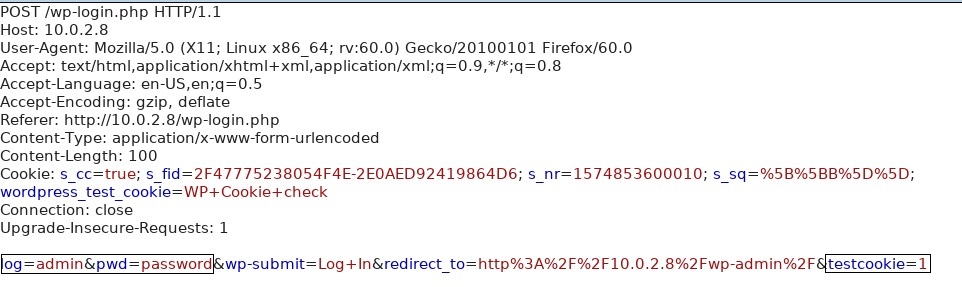 POST /wp-login.php HTTP/1.1
Host: 10.0.2.8
User-Agent: Mozilla/5.0 (X11; Linux x86_64; rv:60.0) Gecko/20100101 Firefox/60.0
Accept: text/html,application/xhtml+xml,application/xml;q=0.9,*/*;q=0.8
Accept-Language: en-US,en;q=0.5
Accept-Encoding: gzip, deflate
Referer: http://10.0.2.8/wp-login.php
Content-Type: application/x-www-form-urlencoded
Content-Length: 100
Cookie: s_cc=true; s_fid=2F47775238054F4E-2E0AED92419864D6; s_nr=1574853600010; s_sq=%5B%5BB%5D%5D;
wordpress_test_cookie=WP+Cookie+check
Connection: close
Upgrade-Insecure-Requests: 1
log=admin&pwd=password&wp-submit=Log+In&redirect_to=http%3A%2F%2F10.0.2.8%2Fwp-admin%2F&testcookie=1